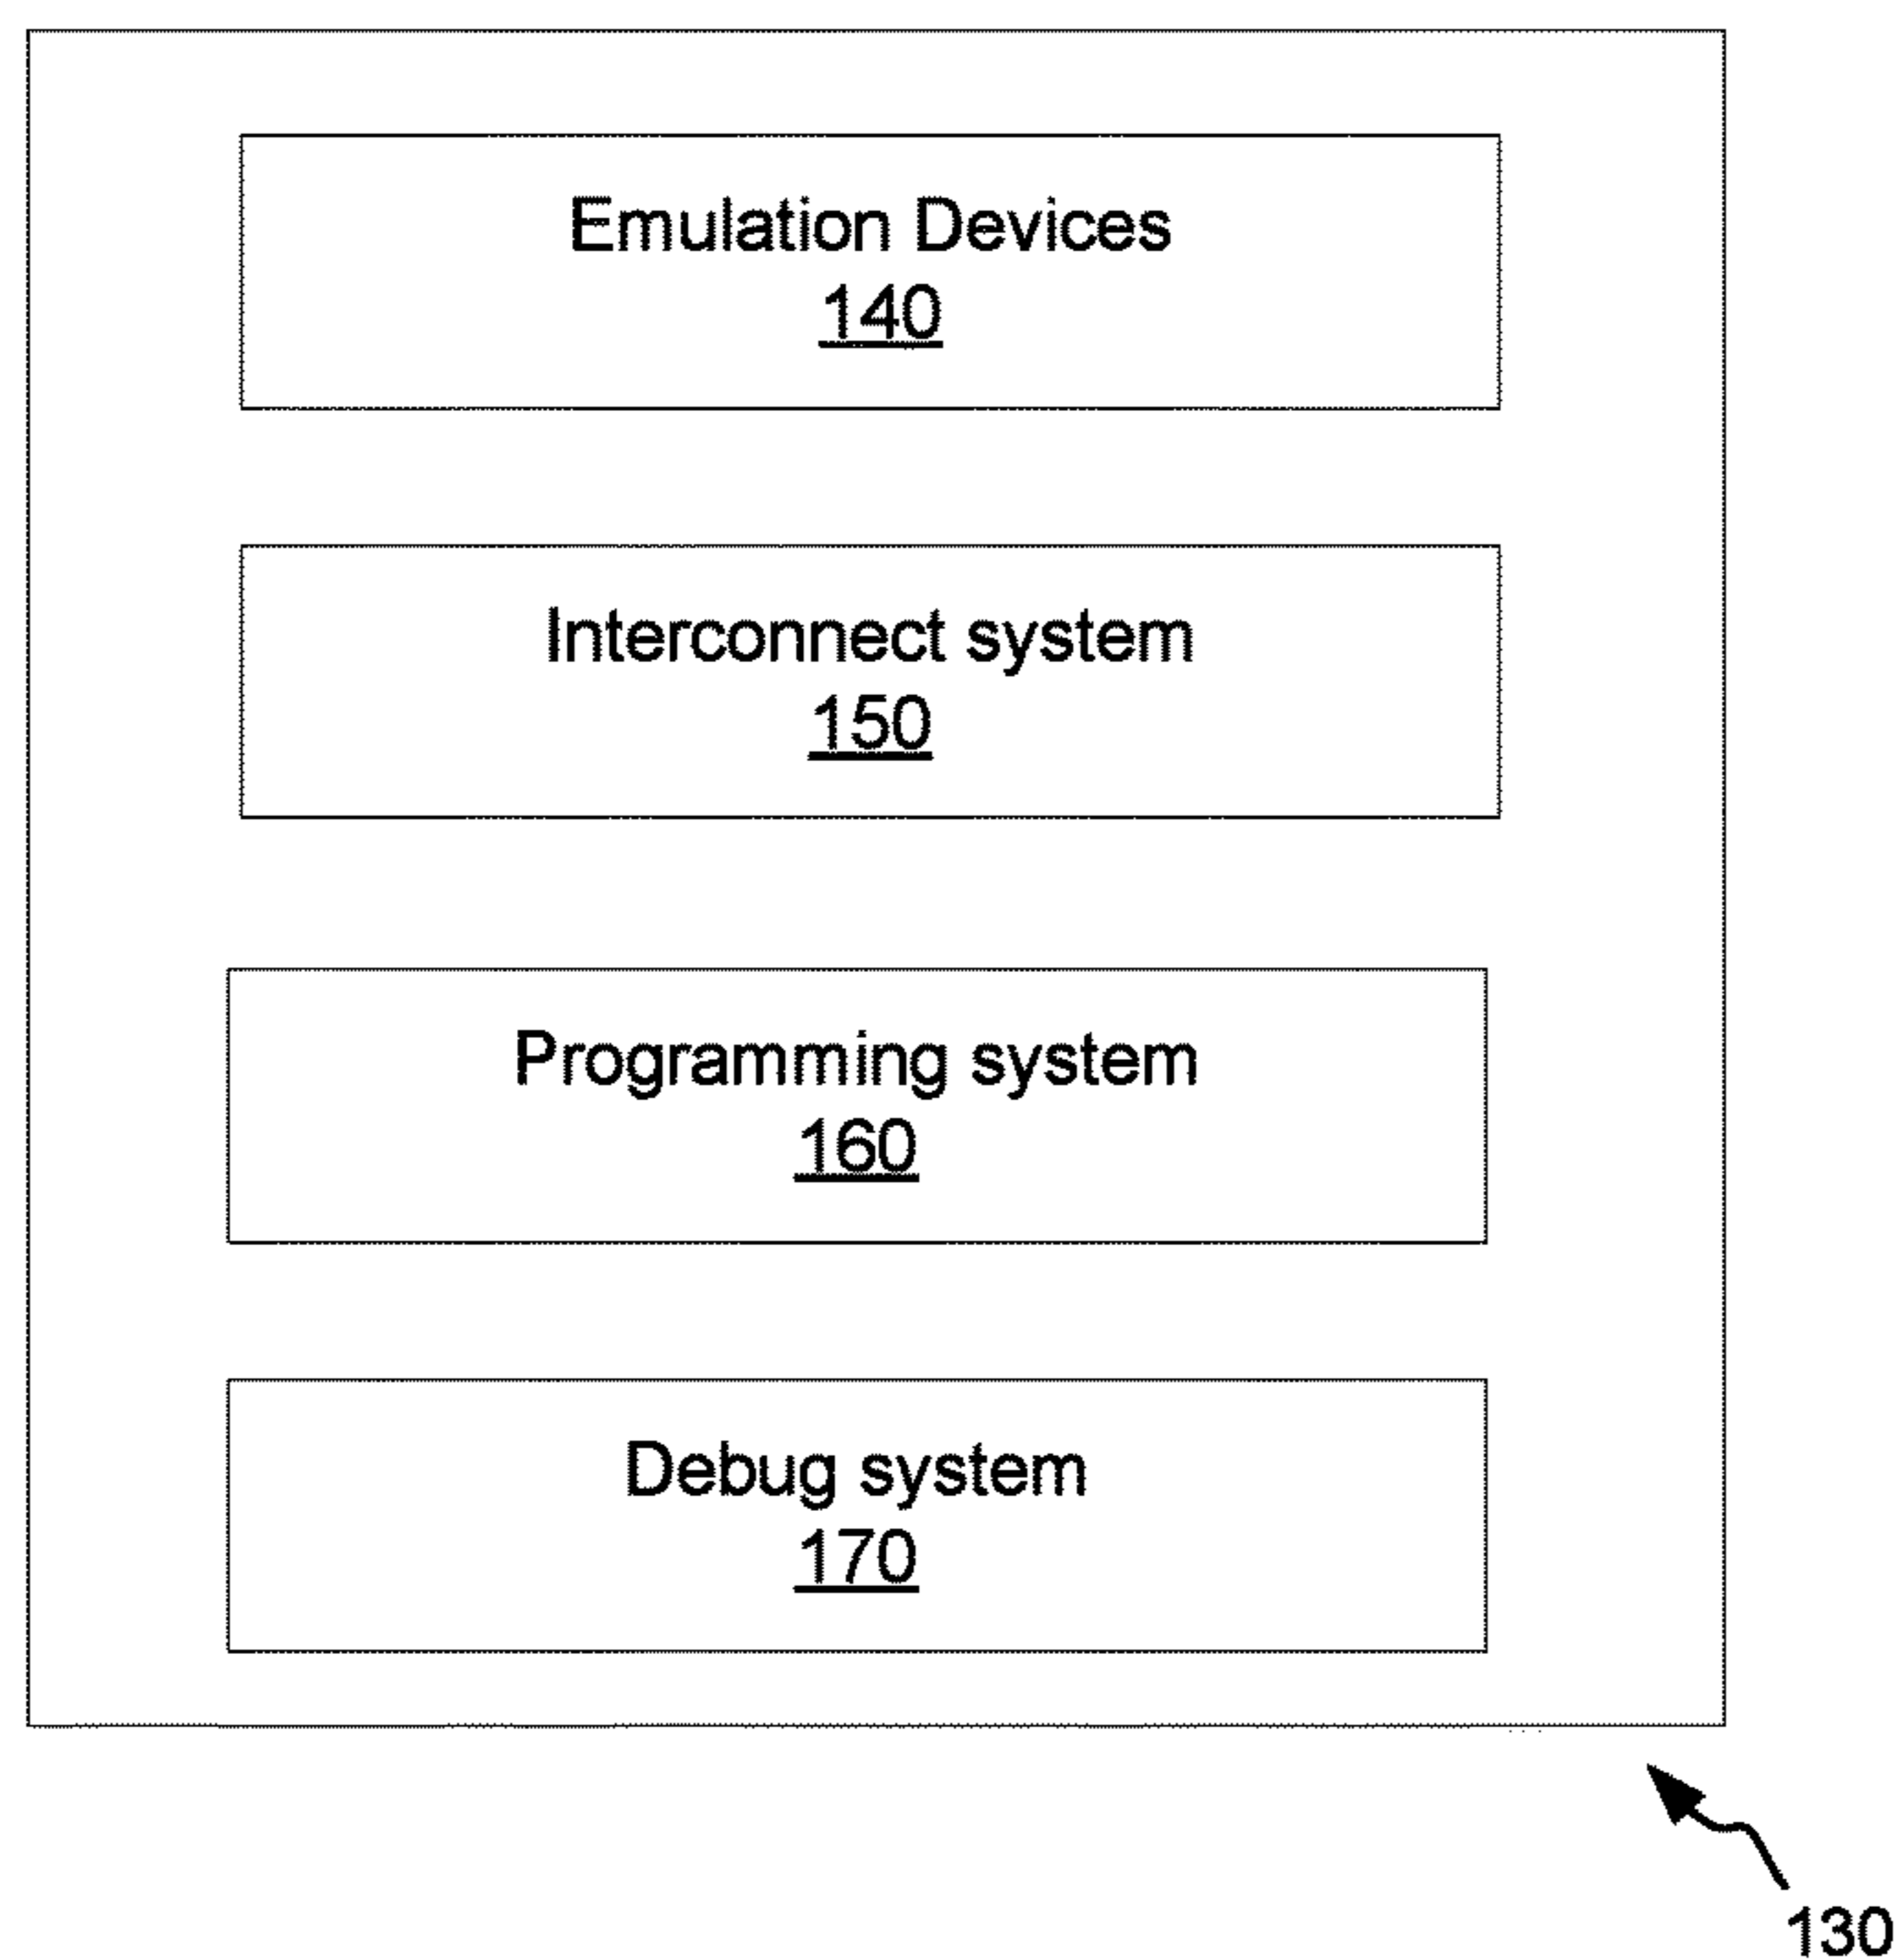 Emulation Devices
140
Interconnect system
150
Programming system
160
Debug system
170
130